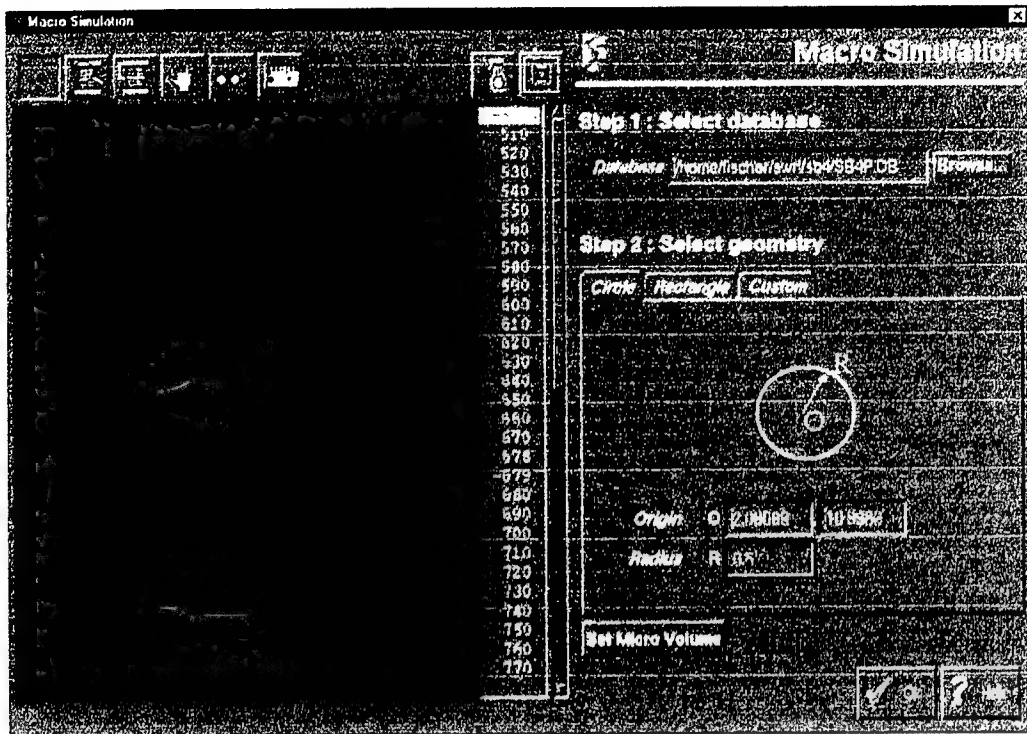 Macro Simulation
Macro Simulation
Step 1 : Select database
Database
Browse...
Step 2 : Select geometry
Circle Rectangle Custom
R
O
Origin O
Radius R 0.5
Set Micro Volume
510
520
530
540
550
560
570
580
590
600
610
620
630
640
650
660
670
678
679
680
690
700
710
720
730
740
750
760
770